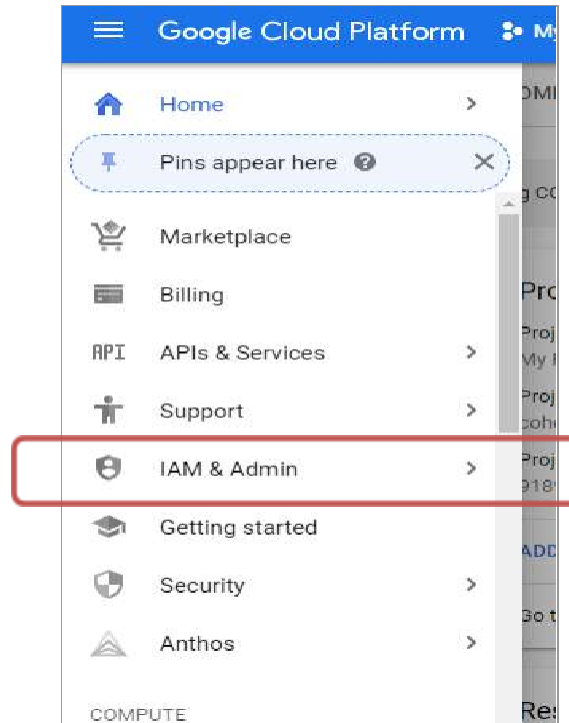 Google Cloud Platform
Home
Pins appear here
Marketplace
Billing
API APIs & Services
Support
IAM & Admin
Getting started
Security
Anthos
COMPUTE